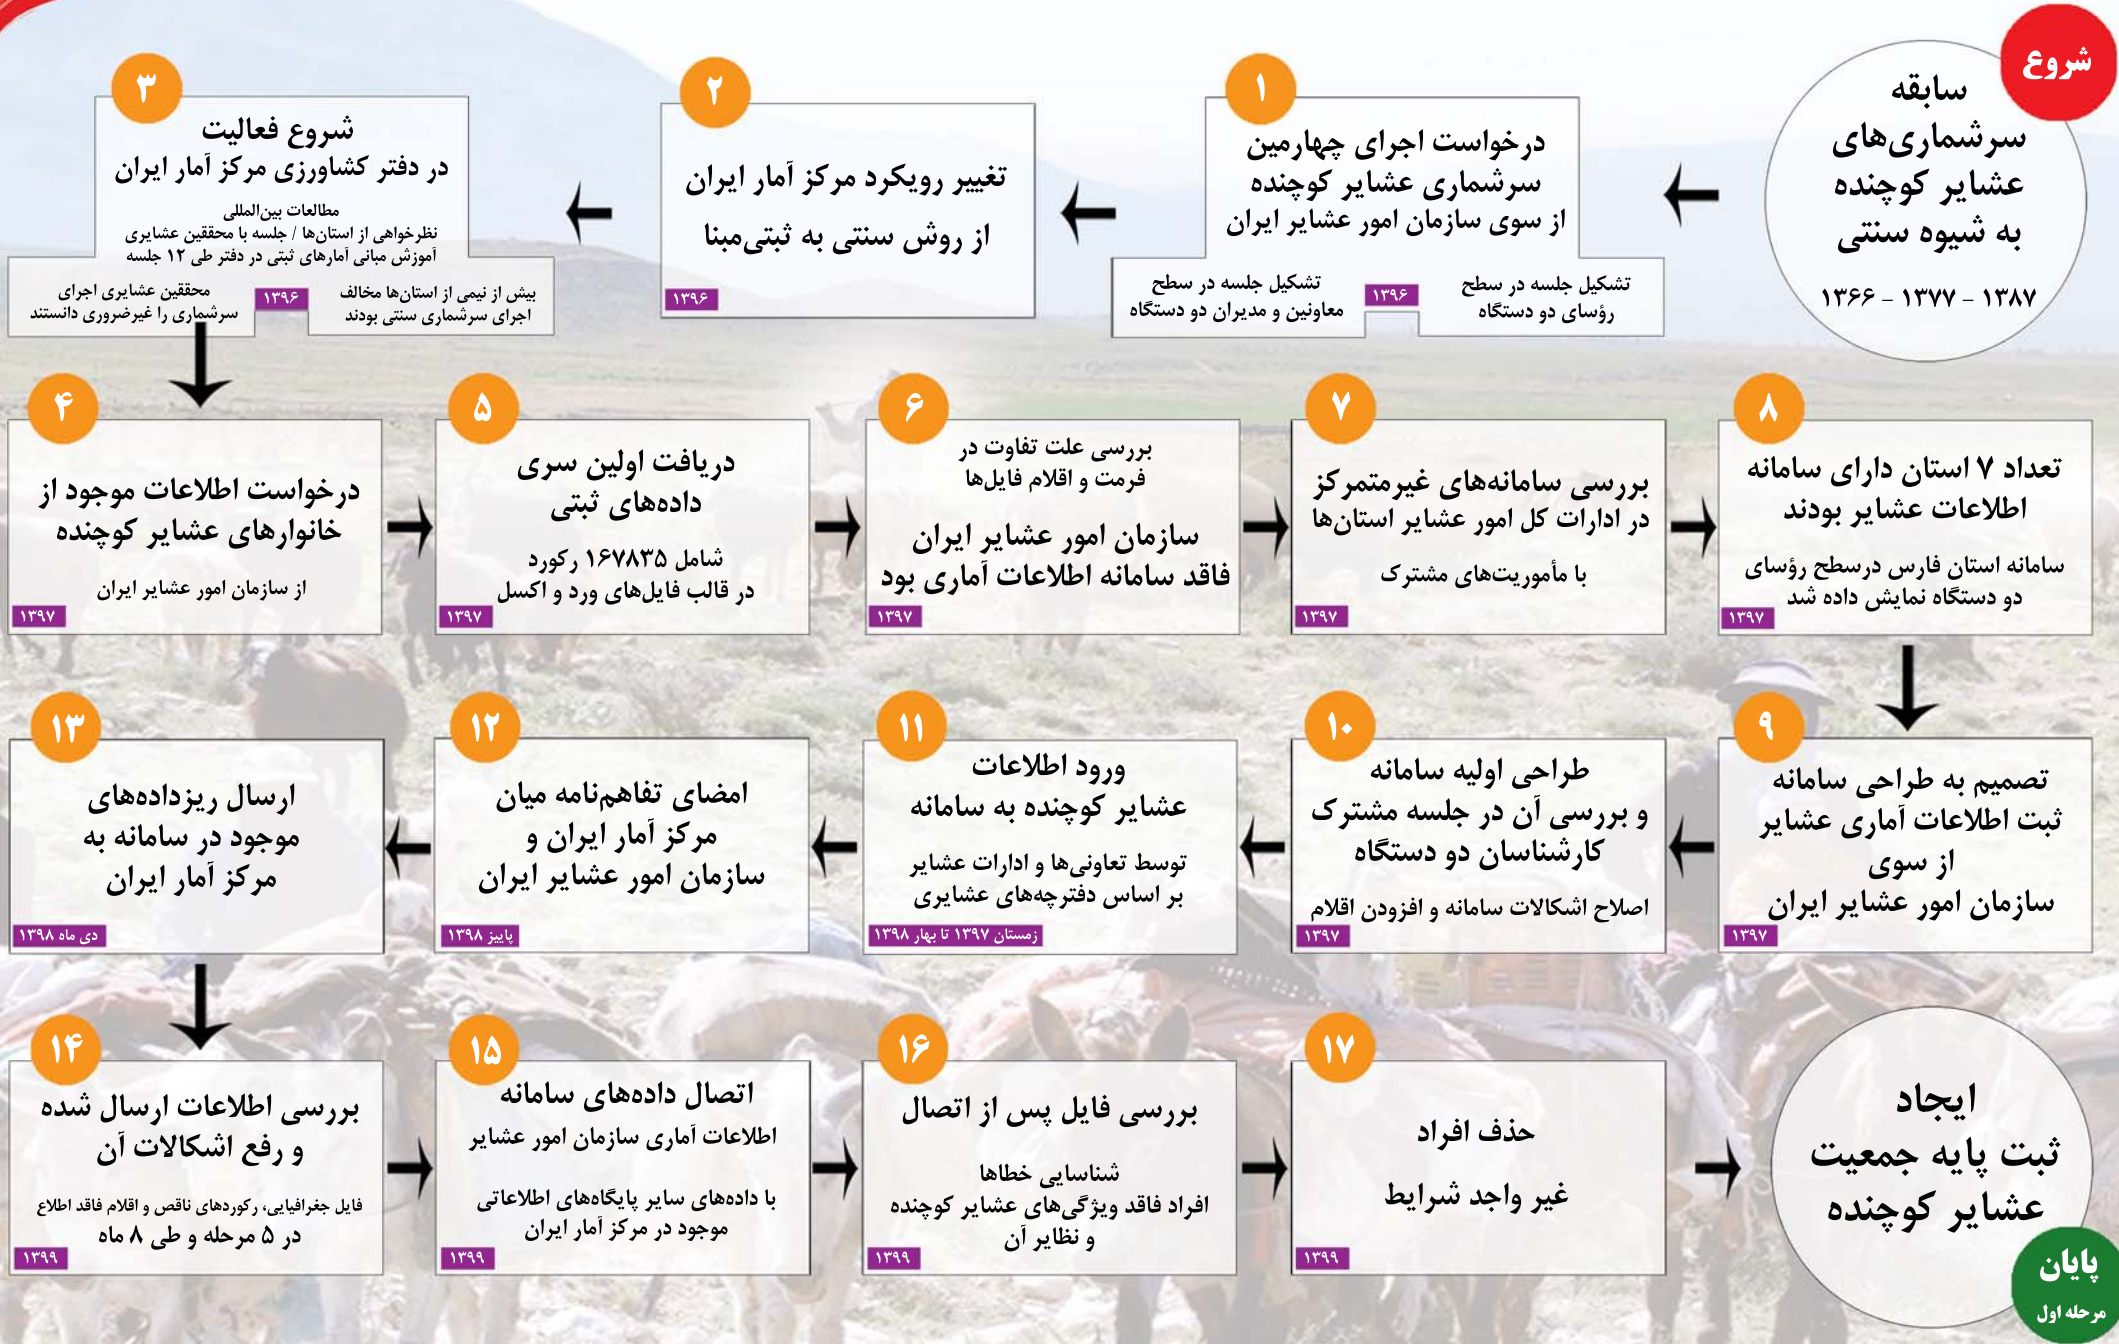 شروع
سابقه
سرشماری‌های
عشایر کوچنده
به شیوه سنتی
۱۳۸۷ - ۱۳۷۷ - ۱۳۶۶
۱
درخواست اجرای چهارمین
سرشماری عشایر کوچنده
از سوی سازمان امور عشایر ایران
تشکیل جلسه در سطح
رؤسای دو دستگاه
۱۳۹۶
تشکیل جلسه در سطح
معاونین و مدیران دو دستگاه
۲
تغییر رویکرد مرکز آمار ایران
از روش سنتی به ثبتی‌مبنا
۱۳۹۶
۳
شروع فعالیت
در دفتر کشاورزی مرکز آمار ایران
مطالعات بین‌المللی
نظرخواهی از استان‌ها / جلسه با محققین عشایری
آموزش مبانی آمارهای ثبتی در دفتر طی ۱۲ جلسه
بیش از نیمی از استان‌ها مخالف
اجرای سرشماری سنتی بودند
۱۳۹۶
محققین عشایری اجرای
سرشماری را غیرضروری دانستند
۴
درخواست اطلاعات موجود از
خانوارهای عشایر کوچنده
از سازمان امور عشایر ایران
۱۳۹۷
۵
دریافت اولین سری
داده‌های ثبتی
شامل ۱۶۷۸۳۵ رکورد
در قالب فایل‌های ورد و اکسل
۱۳۹۷
۶
بررسی علت تفاوت در
فرمت و اقلام فایل‌ها
سازمان امور عشایر ایران
فاقد سامانه اطلاعات آماری بود
۱۳۹۷
۷
بررسی سامانه‌های غیرمتمرکز
در ادارات کل امور عشایر استان‌ها
با مأموریت‌های مشترک
۱۳۹۷
۸
تعداد ۷ استان دارای سامانه
اطلاعات عشایر بودند
سامانه استان فارس درسطح رؤسای
دو دستگاه نمایش داده شد
۱۳۹۷
۹
تصمیم به طراحی سامانه
ثبت اطلاعات آماری عشایر
از سوی
سازمان امور عشایر ایران
۱۳۹۷
۱۰
طراحی اولیه سامانه
و بررسی آن در جلسه مشترک
کارشناسان دو دستگاه
اصلاح اشکالات سامانه و افزودن اقلام
۱۳۹۷
۱۱
ورود اطلاعات
عشایر کوچنده به سامانه
توسط تعاونی‌ها و ادارات عشایر
بر اساس دفترچه‌های عشایری
زمستان ۱۳۹۷ تا بهار ۱۳۹۸
۱۲
امضای تفاهم‌نامه میان
مرکز آمار ایران و
سازمان امور عشایر ایران
پاییز ۱۳۹۸
۱۳
ارسال ریزداده‌های
موجود در سامانه به
مرکز آمار ایران
دی ماه ۱۳۹۸
۱۴
بررسی اطلاعات ارسال شده
و رفع اشکالات آن
فایل جغرافیایی، رکوردهای ناقص و اقلام فاقد اطلاع
در ۵ مرحله و طی ۸ ماه
۱۳۹۹
۱۵
اتصال داده‌های سامانه
اطلاعات آماری سازمان امور عشایر
با داده‌های سایر پایگاه‌های اطلاعاتی
موجود در مرکز آمار ایران
۱۳۹۹
۱۶
بررسی فایل پس از اتصال
شناسایی خطاها
افراد فاقد ویژگی‌های عشایر کوچنده
و نظایر آن
۱۳۹۹
۱۷
حذف افراد
غیر واجد شرایط
۱۳۹۹
ایجاد
ثبت پایه جمعیت
عشایر کوچنده
پایان
مرحله اول